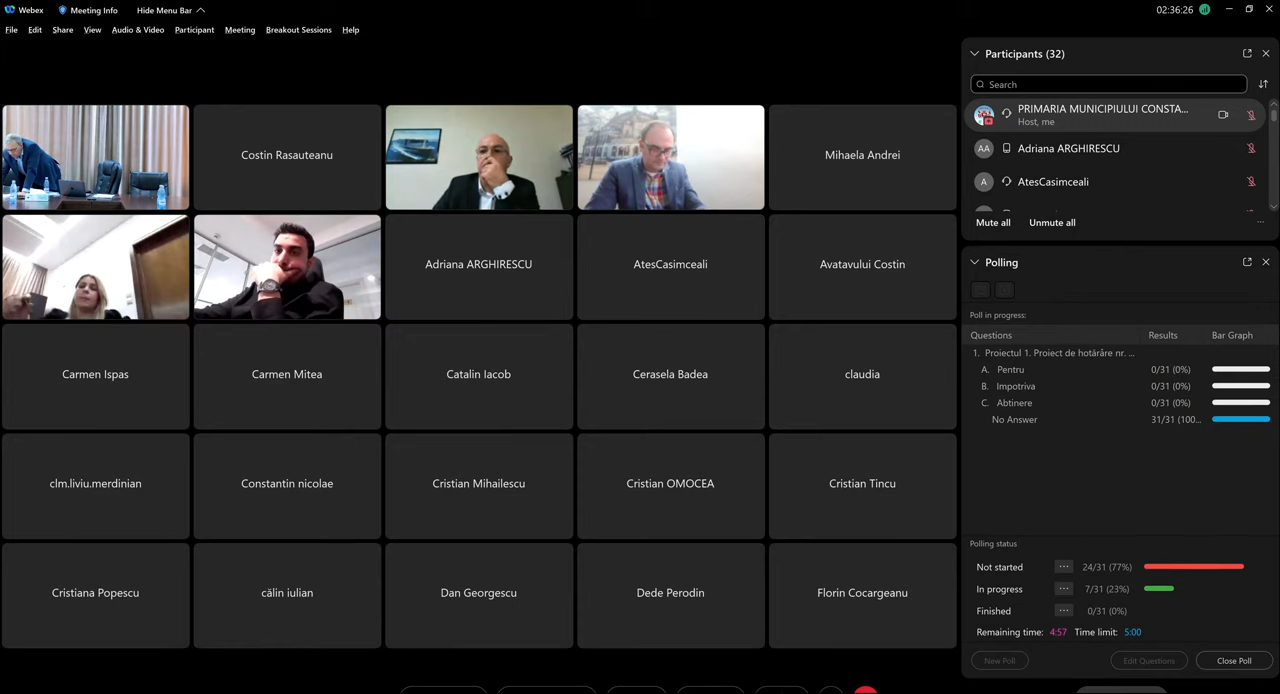 Webex Meeting Info Hide Menu Bar 02:36:26
File Edit Share View Audio & Video Participant Meeting Breakout Sessions Help
Costin Rasauteanu
Mihaela Andrei
Adriana ARGHIRESCU
AtesCasimceali
Avatavului Costin
Carmen Ispas
Carmen Mitea
Catalin Iacob
Cerasela Badea
claudia
clm.liviu.merdinian
Constantin nicolae
Cristian Mihailescu
Cristian OMOCEA
Cristian Tincu
Cristiana Popescu
călin iulian
Dan Georgescu
Dede Perodin
Florin Cocargeanu
Participants (32)
Search
PRIMARIA MUNICIPIULUI CONSTA...
Host, me
AA Adriana ARGHIRESCU
A AtesCasimceali
Mute all Unmute all ...
Polling
Poll in progress:
Questions Results Bar Graph
1. Proiectul 1. Proiect de hotărâre nr. ...
A. Pentru 0/31 (0%)
B. Impotriva 0/31 (0%)
C. Abtinere 0/31 (0%)
No Answer 31/31 (100...
Polling status
Not started ... 24/31 (77%)
In progress ... 7/31 (23%)
Finished ... 0/31 (0%)
Remaining time: 4:57 Time limit: 5:00
New Poll Edit Questions Close Poll